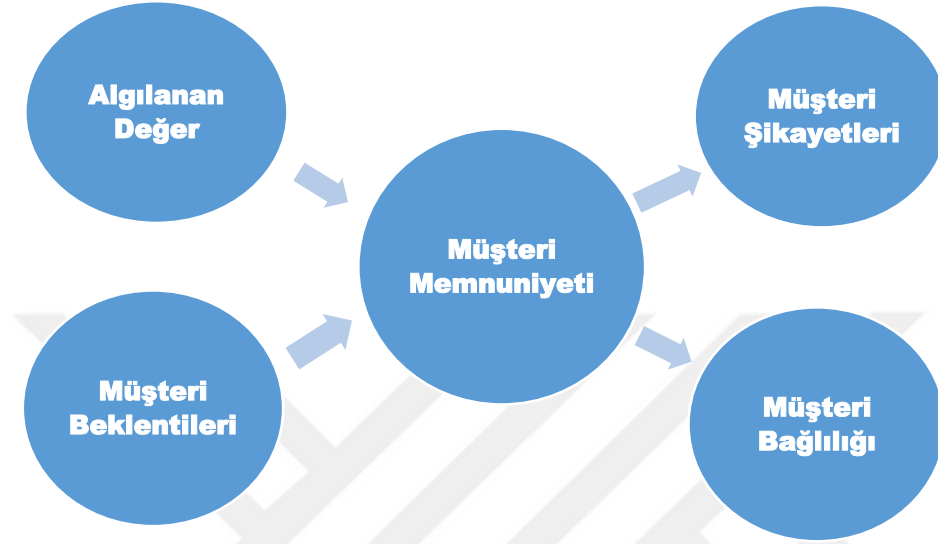 Algılanan
Değer
Müşteri
Şikayetleri
Müşteri
Memnuniyeti
Müşteri
Beklentileri
Müşteri
Bağlılığı